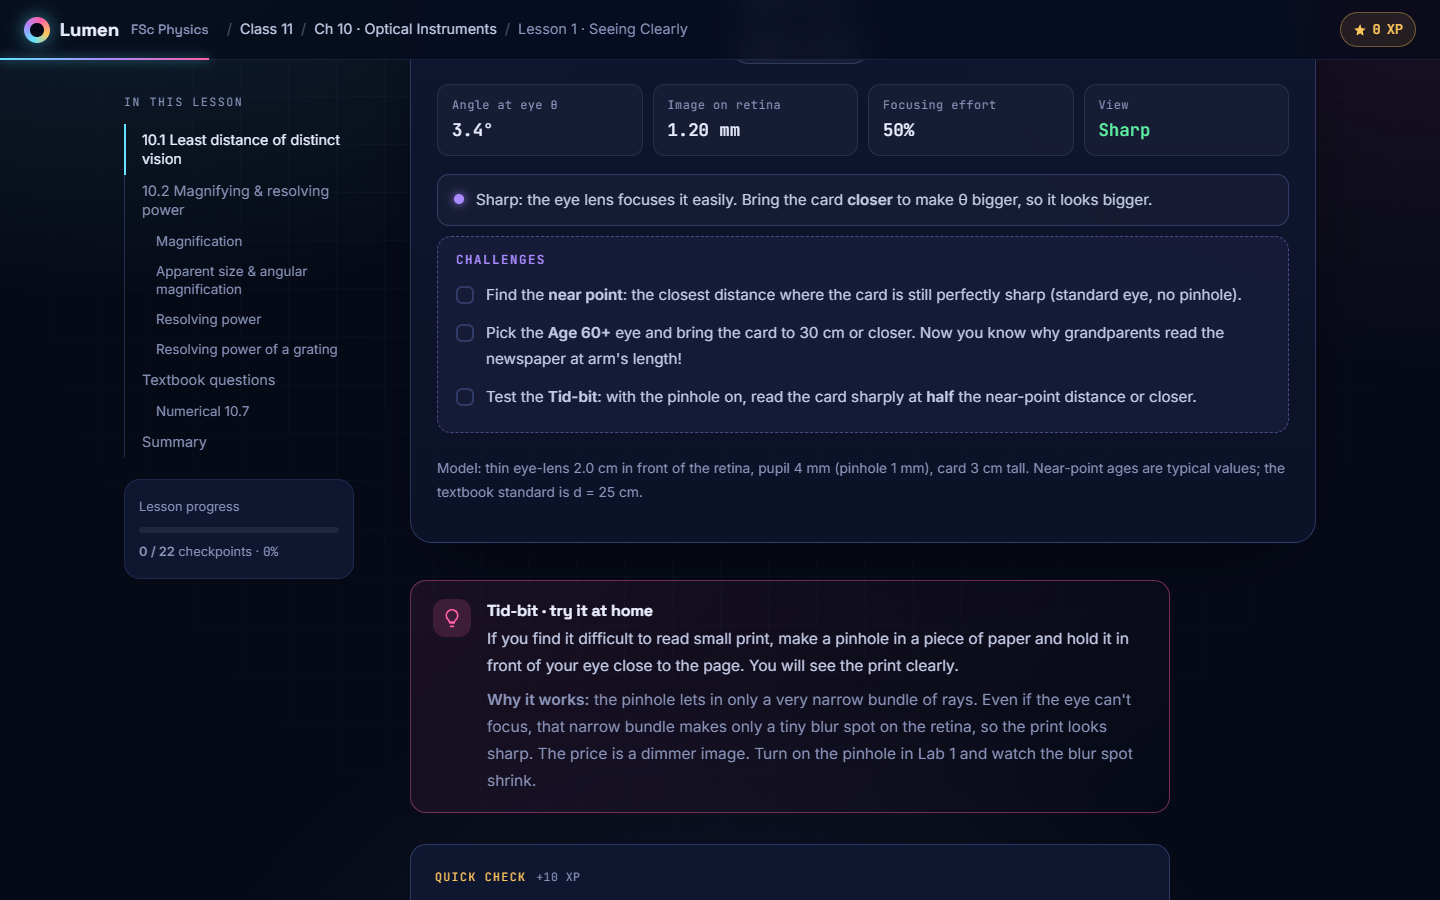 Lumen FSc Physics / Class 11 / Ch 10 · Optical Instruments / Lesson 1 · Seeing Clearly
★ 0 XP
IN THIS LESSON
10.1 Least distance of distinct
vision
10.2 Magnifying & resolving
power
Magnification
Apparent size & angular
magnification
Resolving power
Resolving power of a grating
Textbook questions
Numerical 10.7
Summary
Lesson progress
0 / 22 checkpoints · 0%
Angle at eye θ
3.4°
Image on retina
1.20 mm
Focusing effort
50%
View
Sharp
Sharp: the eye lens focuses it easily. Bring the card closer to make θ bigger, so it looks bigger.
CHALLENGES
Find the near point: the closest distance where the card is still perfectly sharp (standard eye, no pinhole).
Pick the Age 60+ eye and bring the card to 30 cm or closer. Now you know why grandparents read the
newspaper at arm's length!
Test the Tid-bit: with the pinhole on, read the card sharply at half the near-point distance or closer.
Model: thin eye-lens 2.0 cm in front of the retina, pupil 4 mm (pinhole 1 mm), card 3 cm tall. Near-point ages are typical values; the
textbook standard is d = 25 cm.
Tid-bit · try it at home
If you find it difficult to read small print, make a pinhole in a piece of paper and hold it in
front of your eye close to the page. You will see the print clearly.
Why it works: the pinhole lets in only a very narrow bundle of rays. Even if the eye can't
focus, that narrow bundle makes only a tiny blur spot on the retina, so the print looks
sharp. The price is a dimmer image. Turn on the pinhole in Lab 1 and watch the blur spot
shrink.
QUICK CHECK +10 XP